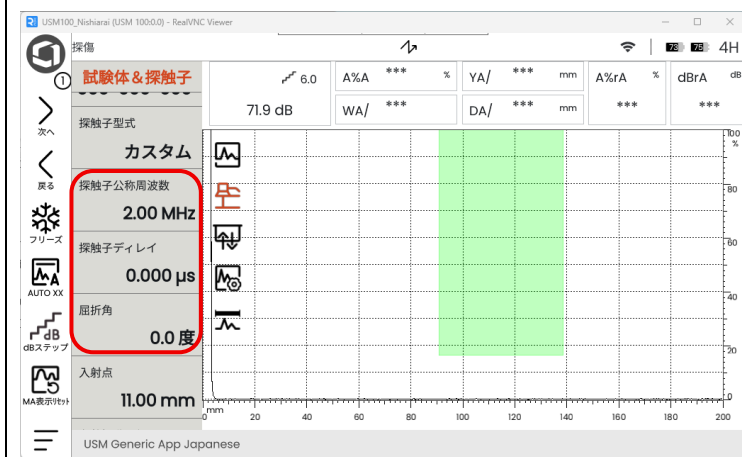 USM100_Nishiarai (USM 100:0.0) - RealVNC Viewer
探傷
73 75 4H
1
試験体&探触子
6.0
71.9 dB
A%A *** %
WA/ ***
YA/ *** mm
DA/ *** mm
A%rA %
***
dBrA dB
***
次へ
戻る
フリーズ
AUTO XX
dB
dBステップ
MA表示リセット
探触子型式
カスタム
探触子公称周波数
2.00 MHz
探触子ディレイ
0.000 µs
屈折角
0.0 度
入射点
11.00 mm
100
%
80
60
40
20
0
0 mm 20 40 60 80 100 120 140 160 180 200
USM Generic App Japanese